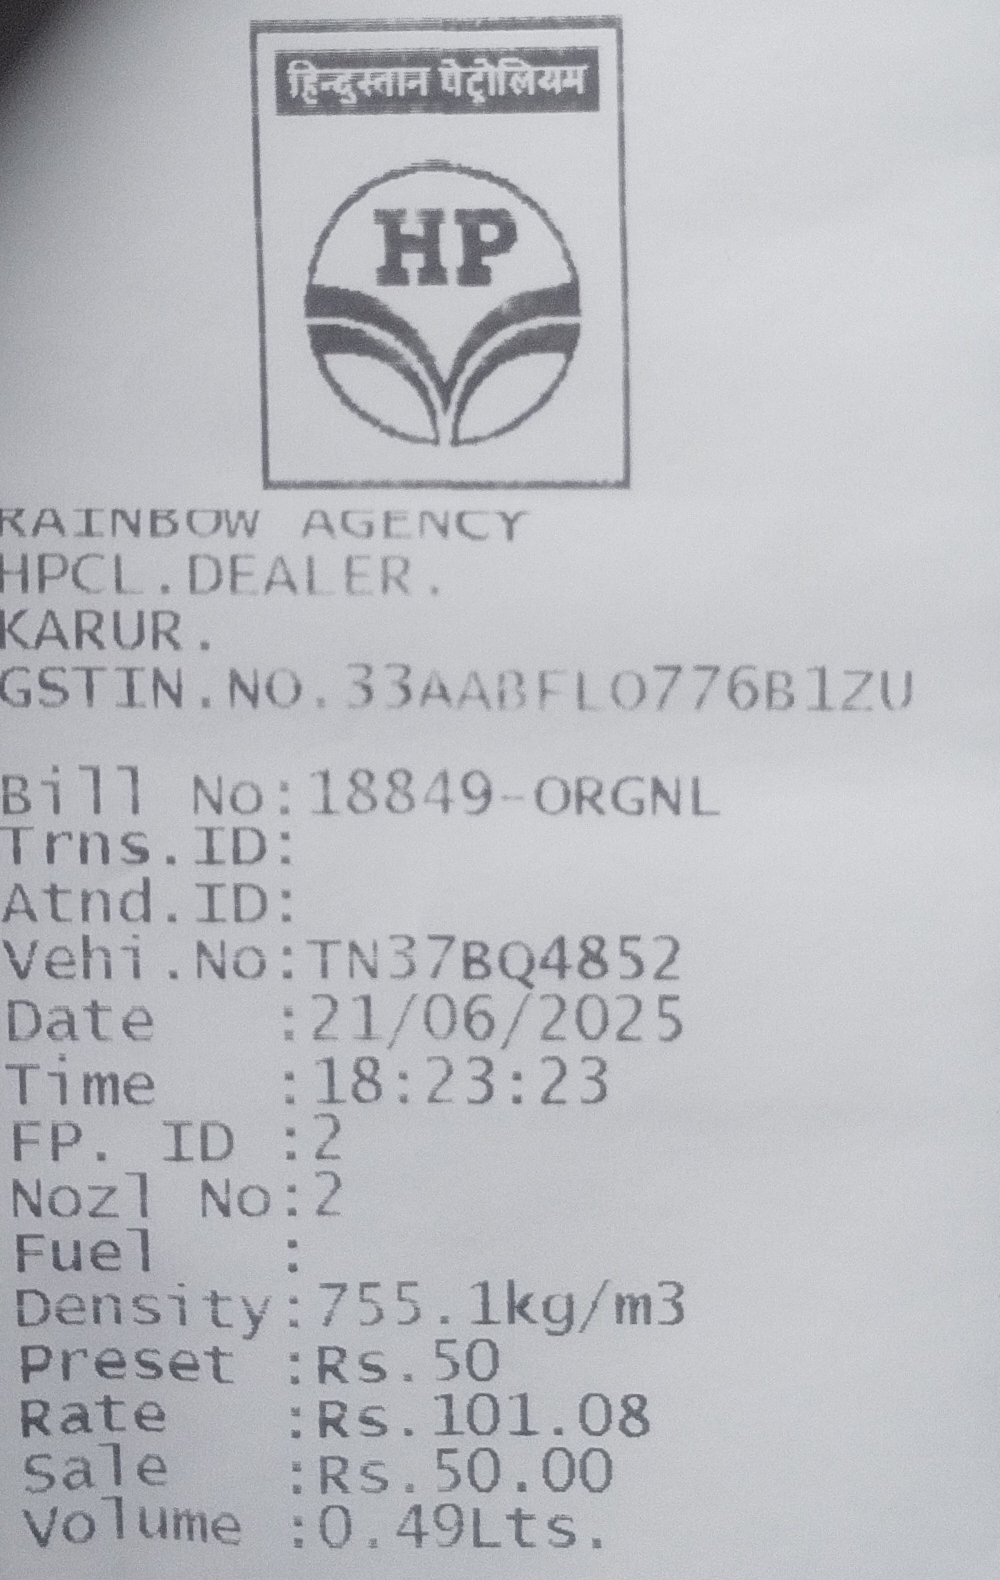 हिन्दुस्तान पेट्रोलियम
HP
RAINBOW AGENCY
HPCL.DEALER.
KARUR.
GSTIN.NO.33AABFL0776B1ZU
Bill No:18849-ORGNL
Trns.ID:
Atnd.ID:
Vehi.No:TN37BQ4852
Date :21/06/2025
Time :18:23:23
FP. ID :2
Nozl No:2
Fuel :
Density:755.1kg/m3
Preset :Rs.50
Rate :Rs.101.08
Sale :Rs.50.00
Volume :0.49Lts.